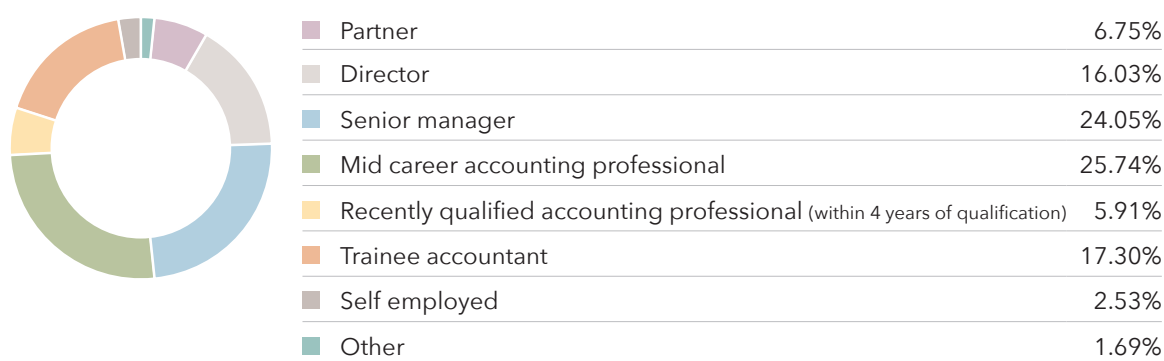 Partner 6.75%
Director 16.03%
Senior manager 24.05%
Mid career accounting professional 25.74%
Recently qualified accounting professional (within 4 years of qualification) 5.91%
Trainee accountant 17.30%
Self employed 2.53%
Other 1.69%